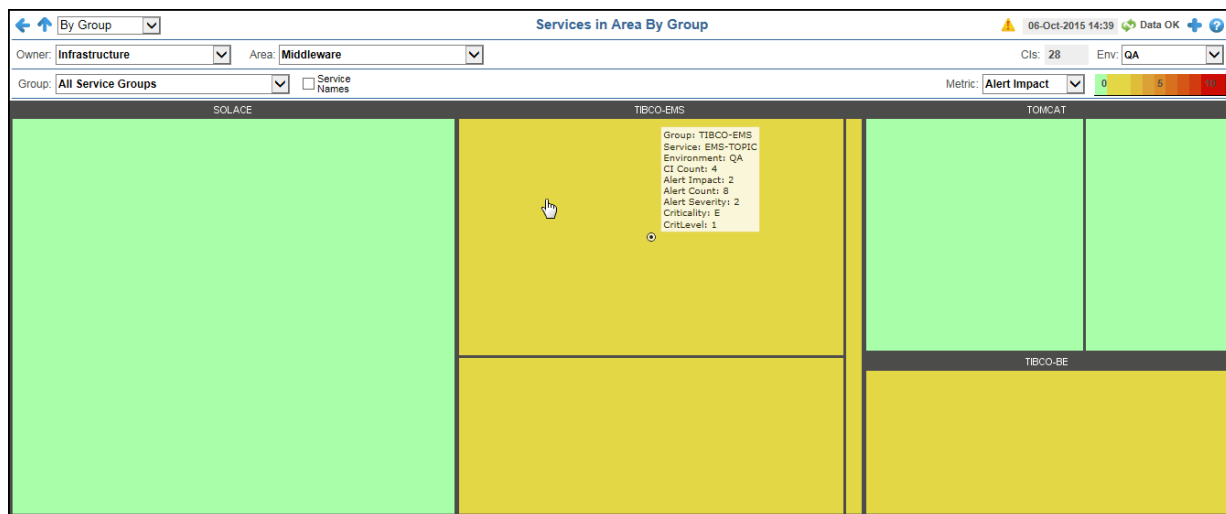 By Group
Services in Area By Group
06-Oct-2015 14:39 Data OK
Owner: Infrastructure Area: Middleware CIs: 28 Env: QA
Group: All Service Groups Service Names Metric: Alert Impact 0 5 10
SOLACE TIBCO-EMS TOMCAT
Group: TIBCO-EMS
Service: EMS-TOPIC
Environment: QA
CI Count: 4
Alert Impact: 2
Alert Count: 8
Alert Severity: 2
Criticality: E
CritLevel: 1
TIBCO-BE